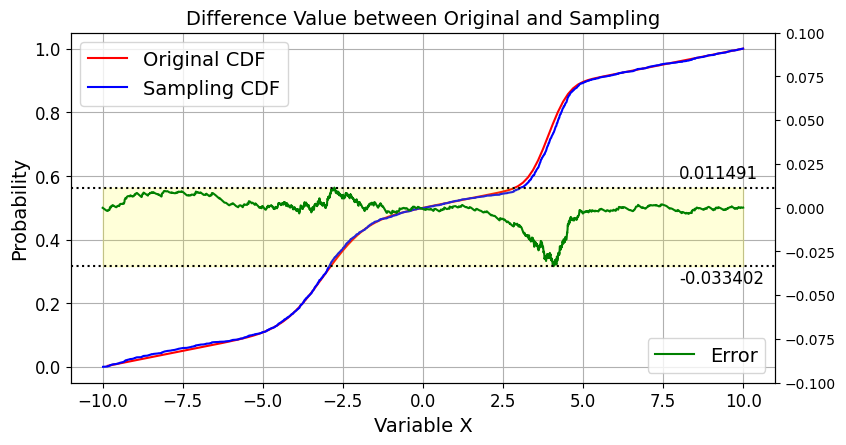 Difference Value between Original and Sampling
Original CDF
Sampling CDF
Probability
1.0
0.8
0.6
0.4
0.2
0.0
0.100
0.075
0.050
0.025
0.000
−0.025
−0.050
−0.075
−0.100
0.011491
-0.033402
Error
−10.0 −7.5 −5.0 −2.5 0.0 2.5 5.0 7.5 10.0
Variable X